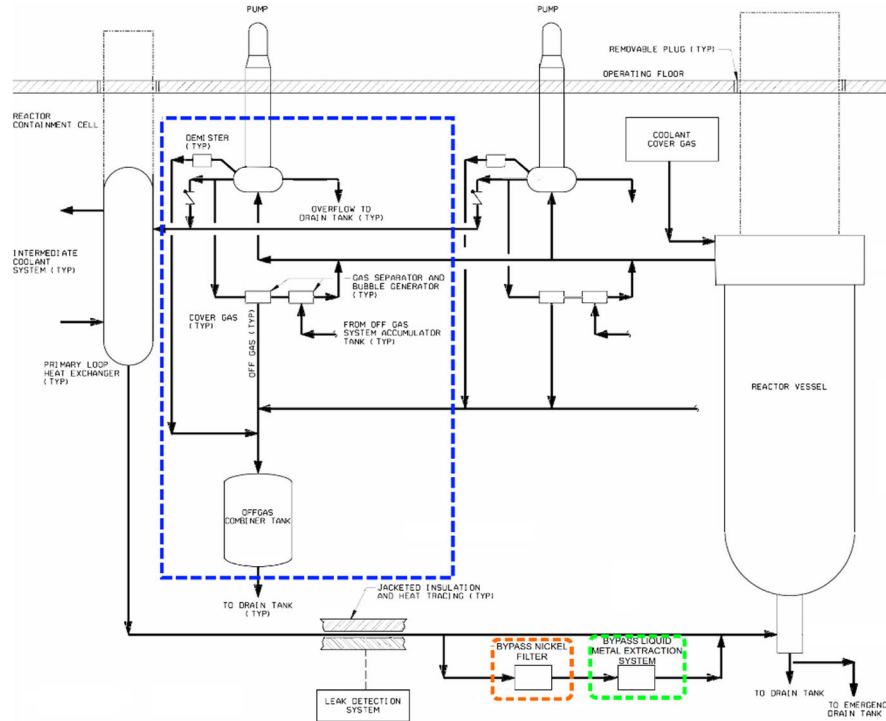 PUMP
PUMP
REMOVABLE PLUG (TYP)
OPERATING FLOOR
REACTOR
CONTAINMENT CELL
DEMISTER
(TYP)
COOLANT
COVER GAS
OVERFLOW TO
DRAIN TANK (TYP)
INTERMEDIATE
COOLANT
SYSTEM (TYP)
GAS SEPARATOR AND
BUBBLE GENERATOR
(TYP)
COVER GAS
(TYP)
OFF GAS (TYP)
FROM OFF GAS
SYSTEM ACCUMULATOR
TANK (TYP)
PRIMARY LOOP
HEAT EXCHANGER
(TYP)
REACTOR VESSEL
OFFGAS
COMBINER TANK
TO DRAIN TANK
(TYP)
JACKETED INSULATION
AND HEAT TRACING (TYP)
BYPASS NICKEL
FILTER
BYPASS LIQUID
METAL EXTRACTION
SYSTEM
LEAK DETECTION
SYSTEM
TO DRAIN TANK
TO EMERGENC
DRAIN TANK